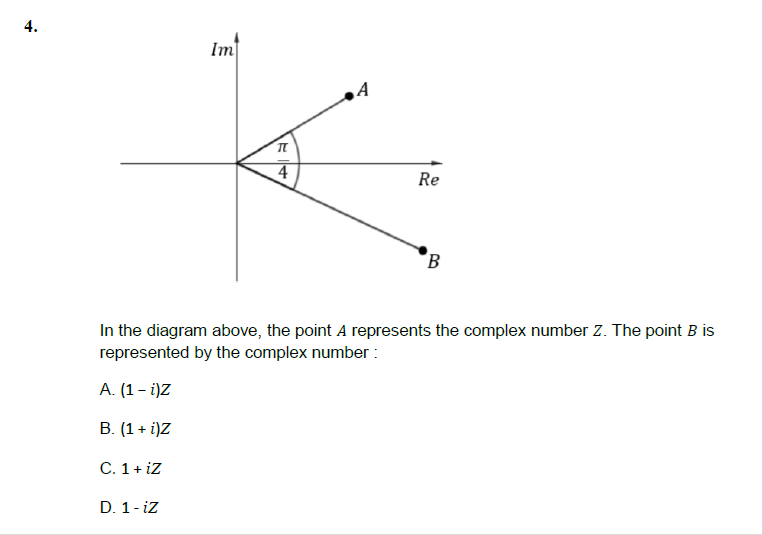 4.
Im
A
π
4
Re
B
In the diagram above, the point A represents the complex number Z. The point B is
represented by the complex number :
A. (1 – i)Z
B. (1 + i)Z
C. 1 + iZ
D. 1 - iZ